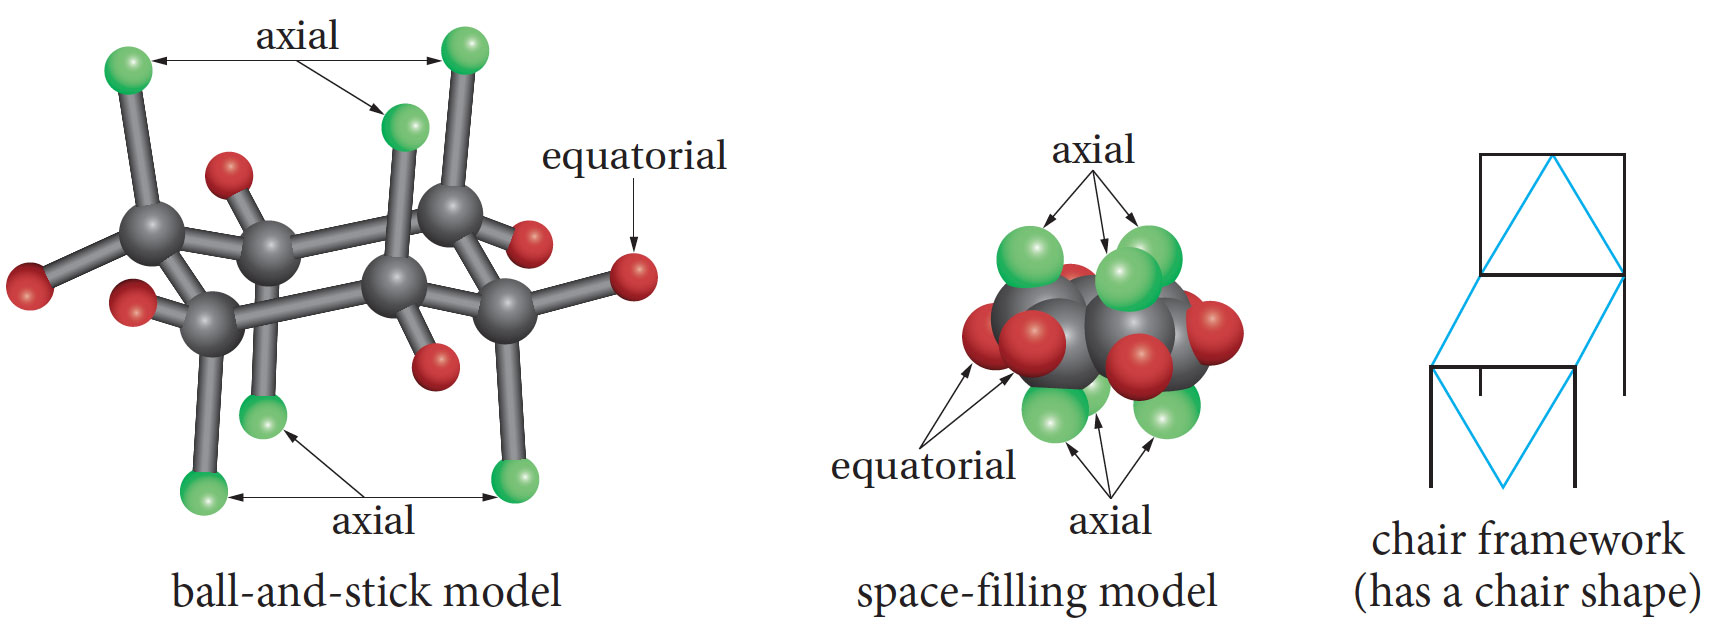 axial
equatorial
axial
ball-and-stick model
axial
equatorial
axial
space-filling model
chair framework
(has a chair shape)